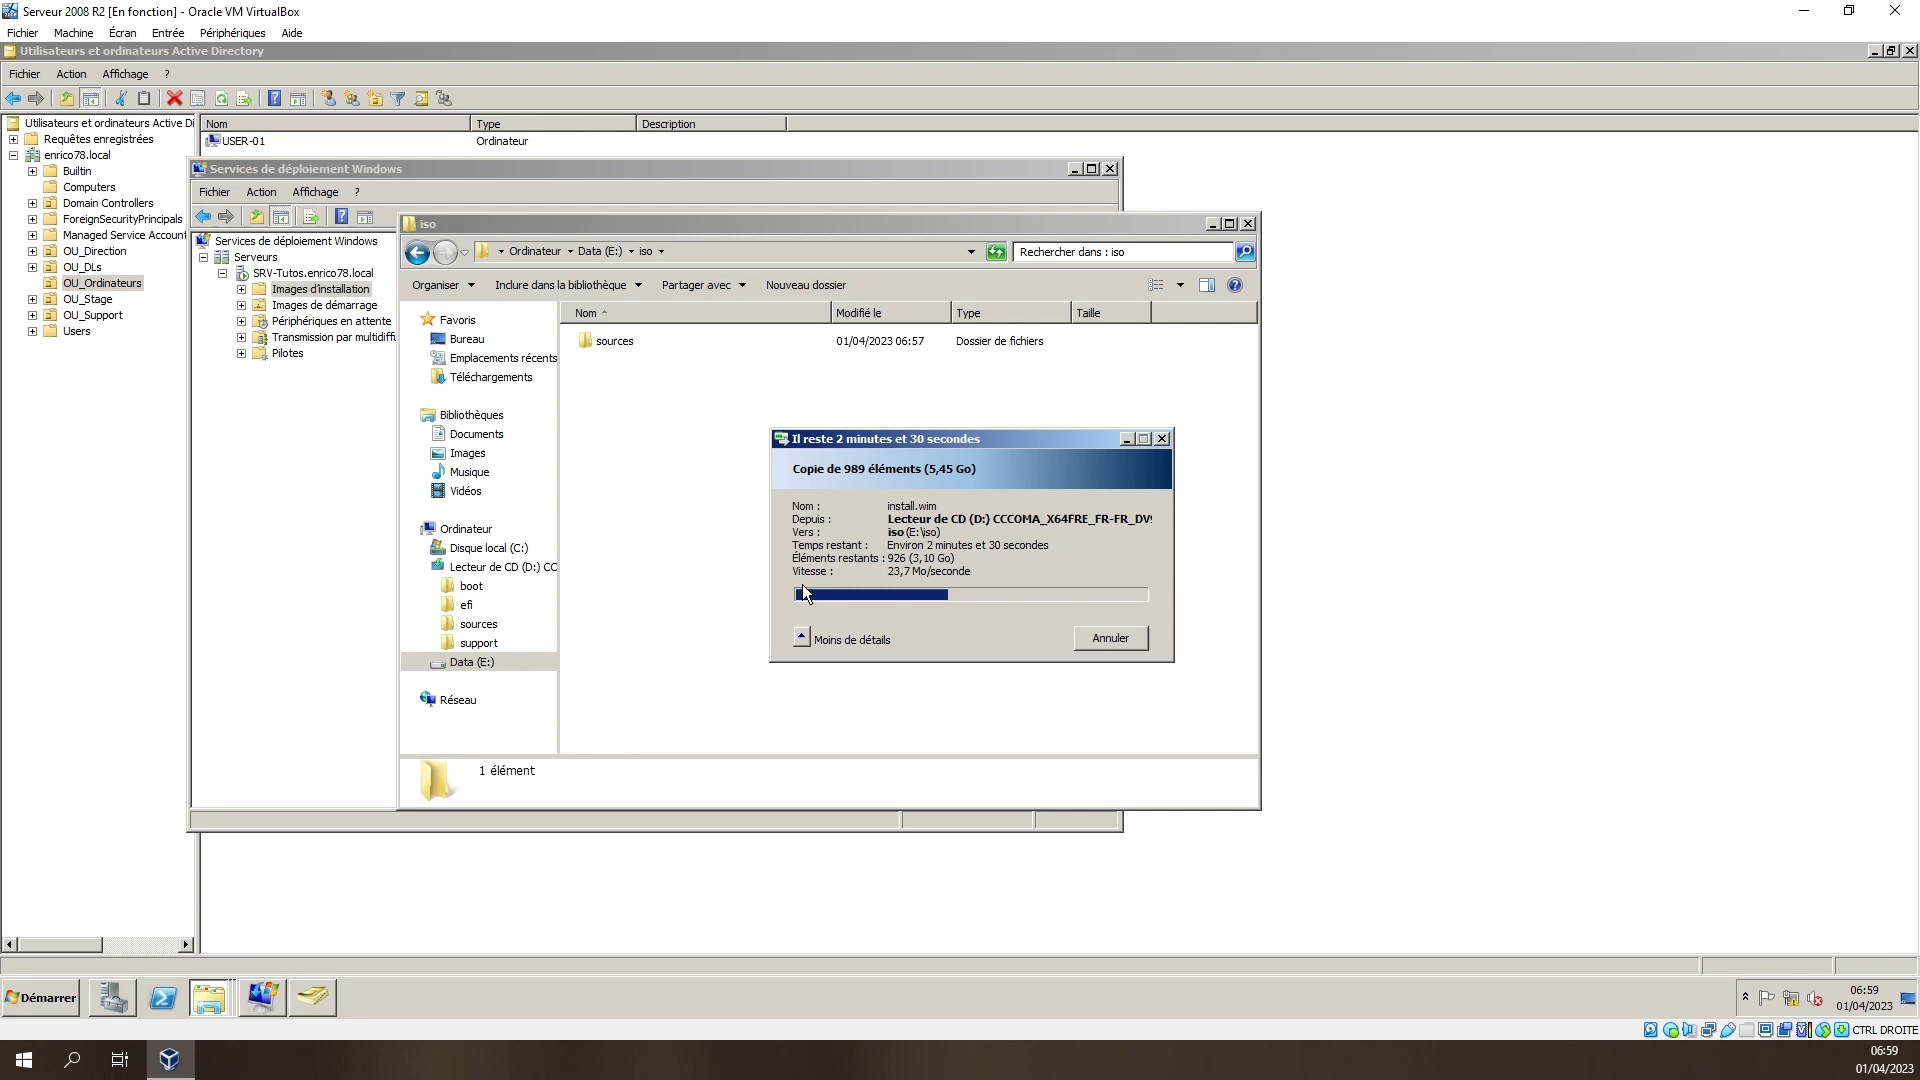 Serveur 2008 R2 [En fonction] - Oracle VM VirtualBox
Fichier Machine Écran Entrée Périphériques Aide
Utilisateurs et ordinateurs Active Directory
Fichier Action Affichage ?
Utilisateurs et ordinateurs Active Di
Requêtes enregistrées
enrico78.local
Builtin
Computers
Domain Controllers
ForeignSecurityPrincipals
Managed Service Account
OU_Direction
OU_DLs
OU_Ordinateurs
OU_Stage
OU_Support
Users
Nom Type Description
USER-01 Ordinateur
Services de déploiement Windows
Fichier Action Affichage ?
Services de déploiement Windows
Serveurs
SRV-Tutos.enrico78.local
Images d'installation
Images de démarrage
Périphériques en attente
Transmission par multidiffu
Pilotes
iso
Ordinateur Data (E:) iso
Rechercher dans : iso
Organiser Inclure dans la bibliothèque Partager avec Nouveau dossier
Favoris
Bureau
Emplacements récents
Téléchargements
Bibliothèques
Documents
Images
Musique
Vidéos
Ordinateur
Disque local (C:)
Lecteur de CD (D:) CC
boot
efi
sources
support
Data (E:)
Réseau
Nom Modifié le Type Taille
sources 01/04/2023 06:57 Dossier de fichiers
1 élément
Il reste 2 minutes et 30 secondes
Copie de 989 éléments (5,45 Go)
Nom : install.wim
Depuis : Lecteur de CD (D:) CCCOMA_X64FRE_FR-FR_DV9
Vers : iso (E:\iso)
Temps restant : Environ 2 minutes et 30 secondes
Éléments restants : 926 (3,10 Go)
Vitesse : 23,7 Mo/seconde
Moins de détails Annuler
Démarrer
06:59
01/04/2023
CTRL DROITE
06:59
01/04/2023